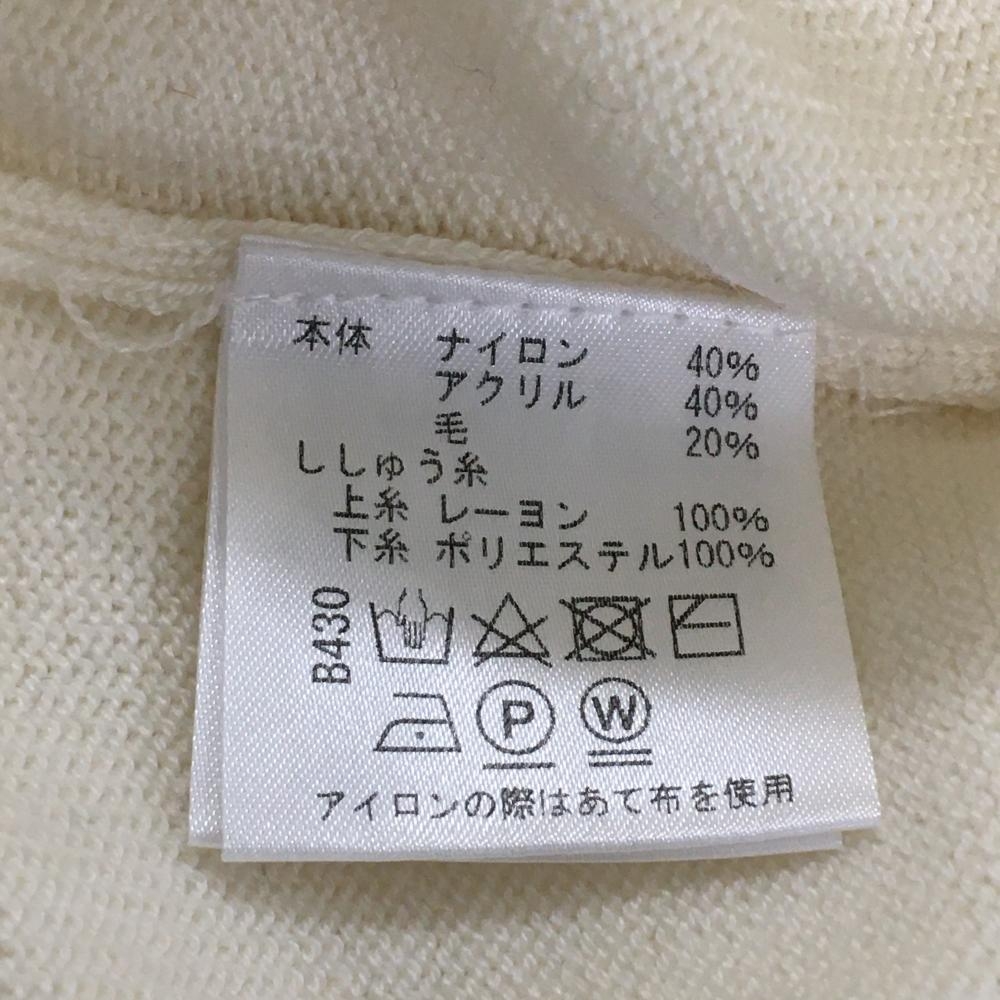 本体 ナイロン 40%
アクリル 40%
毛 20%
ししゅう糸
上糸 レーヨン 100%
下糸 ポリエステル100%
B430
P W
アイロンの際はあて布を使用